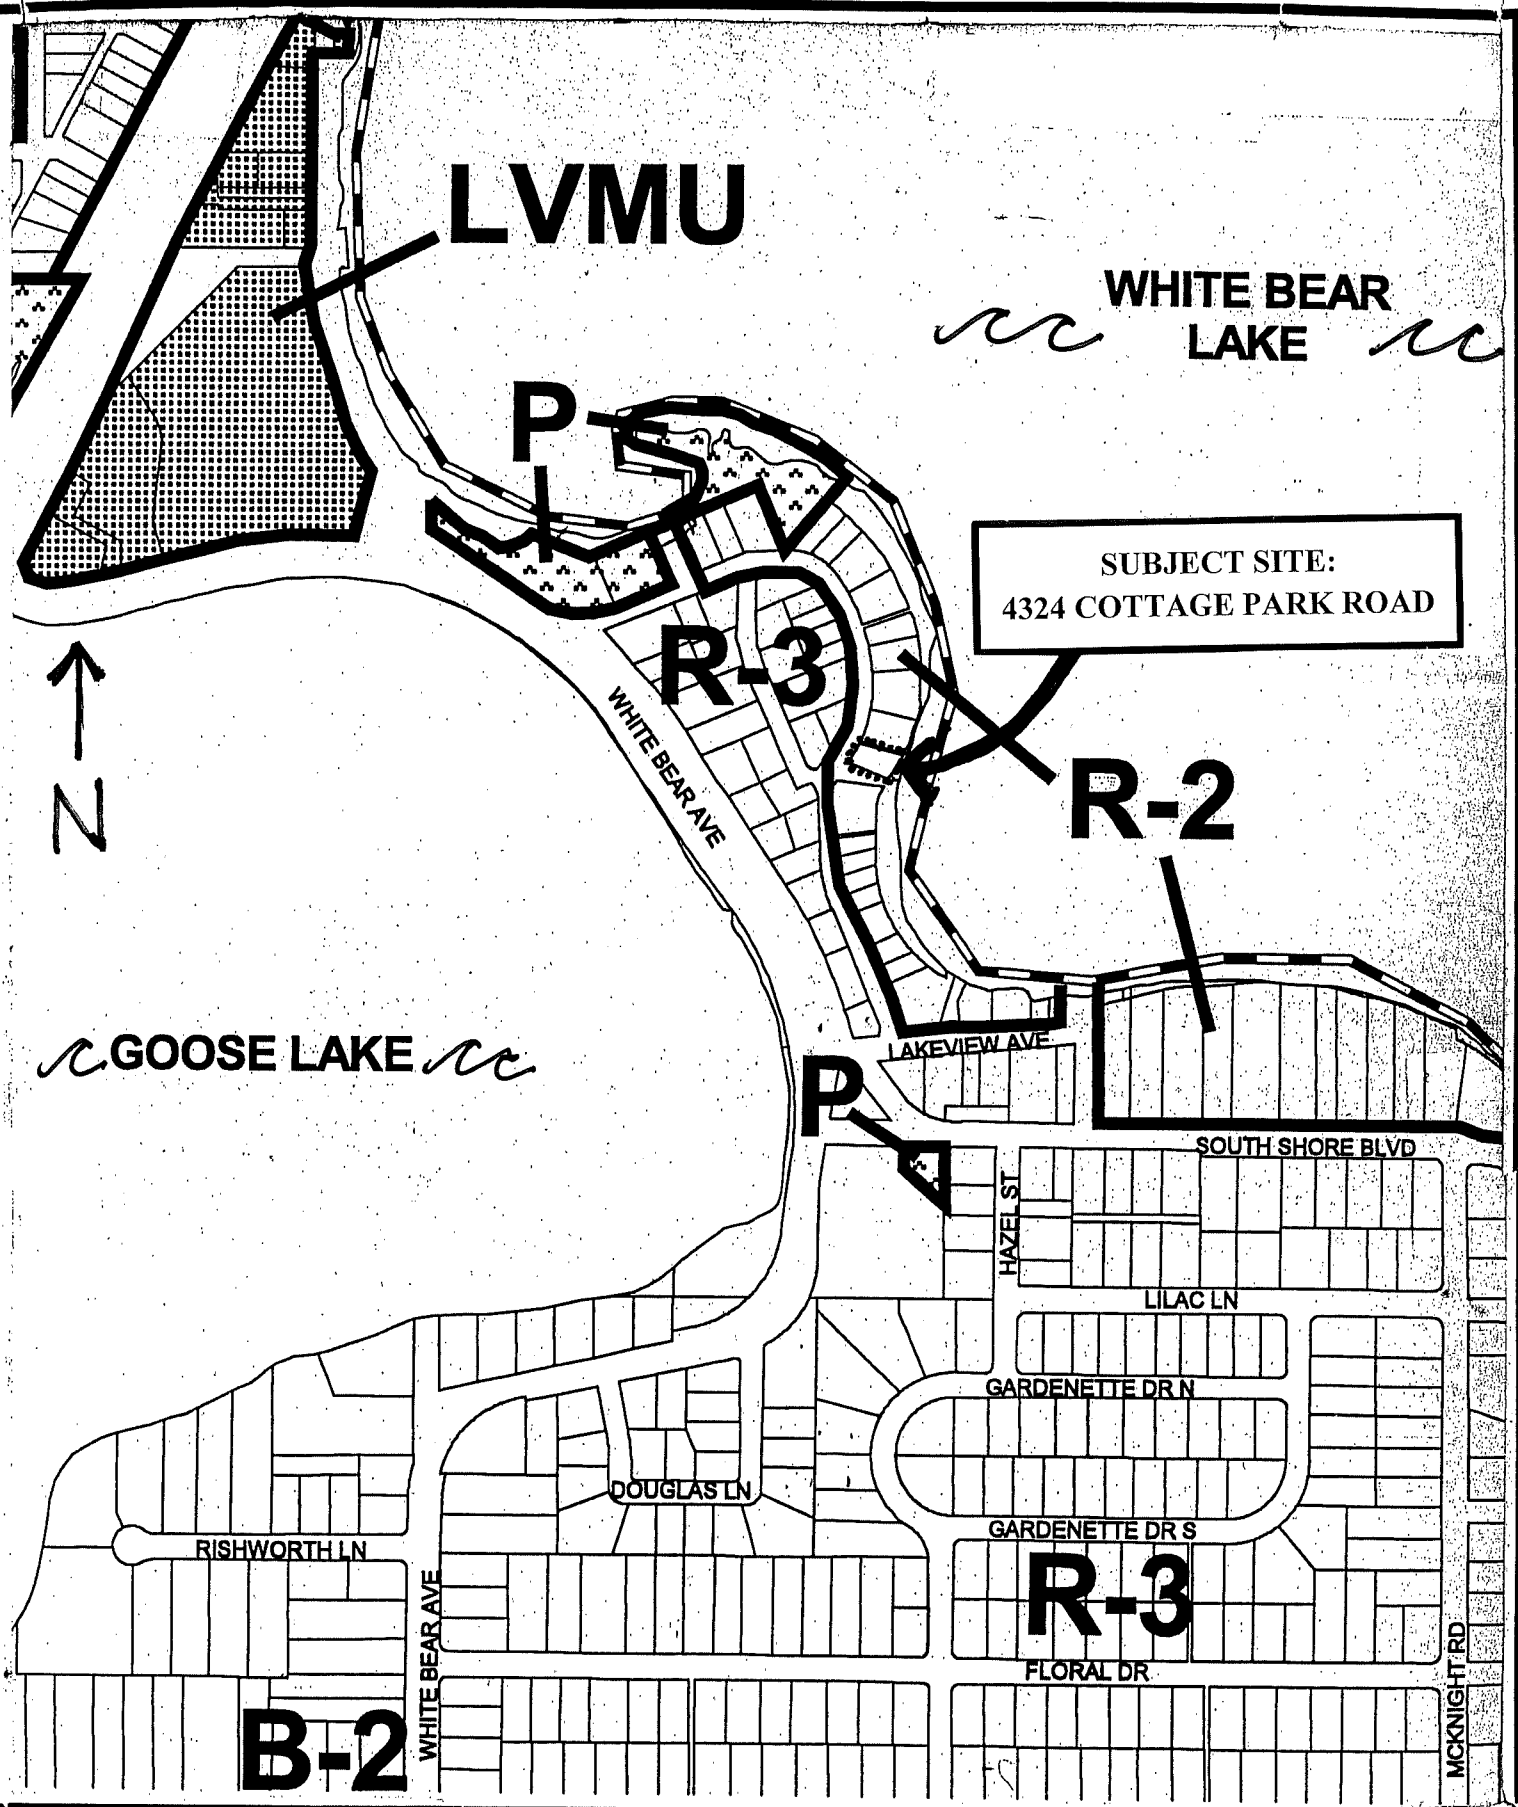 LVMU
WHITE BEAR
LAKE
P
SUBJECT SITE:
4324 COTTAGE PARK ROAD
R-3
WHITE BEAR AVE
R-2
N
GOOSE LAKE
LAKEVIEW AVE
P
SOUTH SHORE BLVD
HAZEL ST
LILAC LN
GARDENETTE DR N
DOUGLAS LN
GARDENETTE DR S
RISHWORTH LN
R-3
WHITE BEAR AVE
FLORAL DR
MCKNIGHT RD
B-2